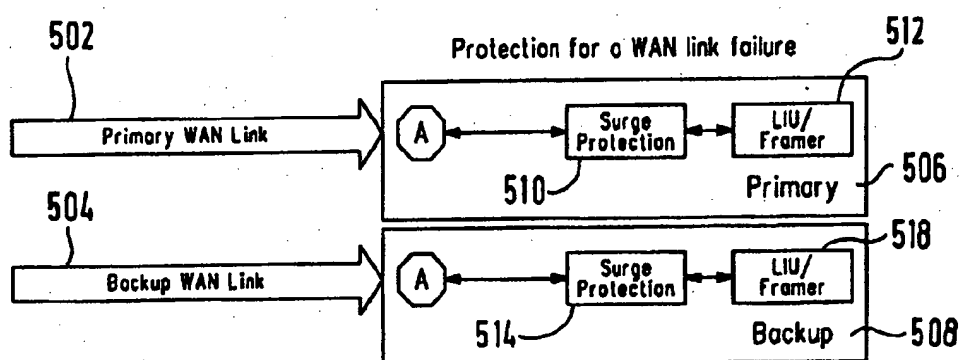 502
Protection for a WAN link failure
512
Primary WAN Link
A
Surge
Protection
LIU/
Framer
510
Primary
506
504
518
Backup WAN Link
A
Surge
Protection
LIU/
Framer
514
Backup
508